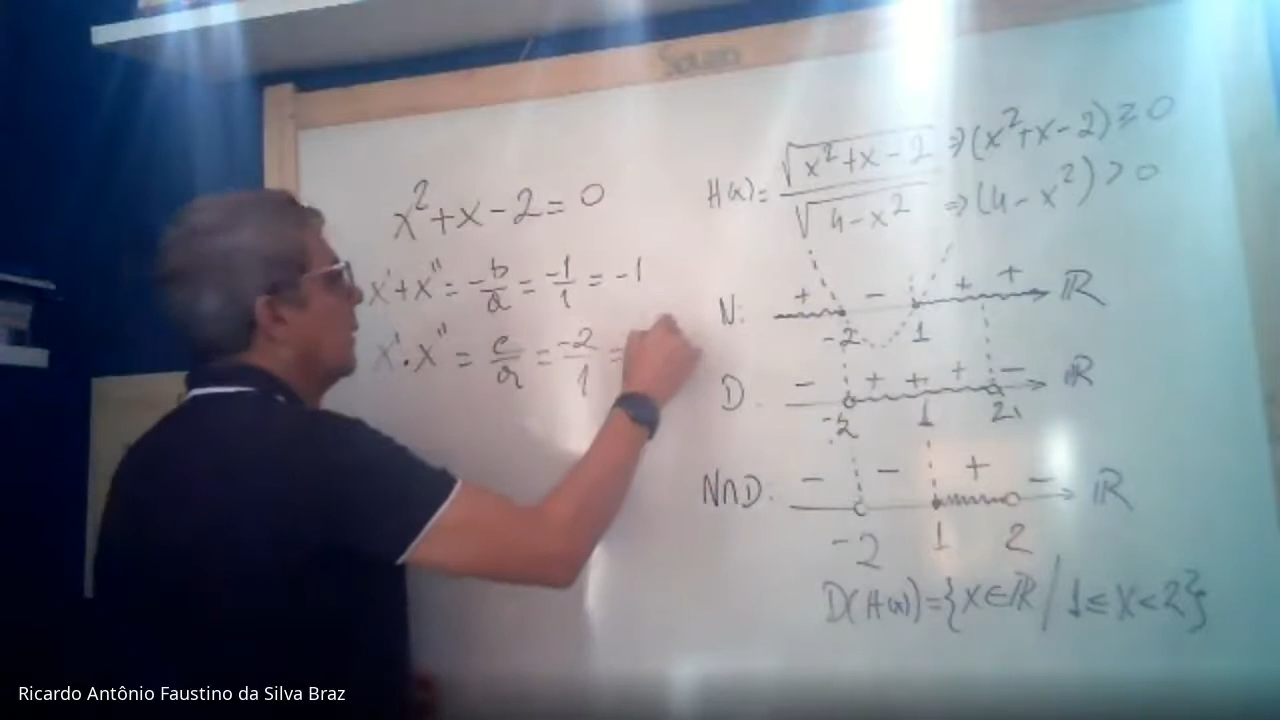 x²+x-2=0
x'+x''=-b/a=-1/1=-1
x'.x''=c/a=-2/1=
H(x)=√(x²+x-2) ⇒(x²+x-2)≥0
√(4-x²) ⇒(4-x²)>0
N: + - + + ℝ
-2 1
D: - + + + - ℝ
-2 1 2
N∩D: - - + - ℝ
-2 1 2
D(H(x))={x∈ℝ/1≤x<2}
Ricardo Antônio Faustino da Silva Braz